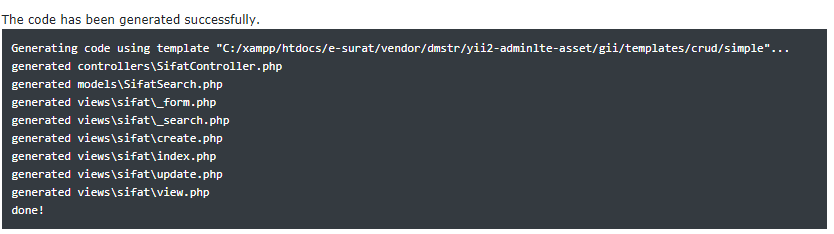 The code has been generated successfully.
Generating code using template "C:/xampp/htdocs/e-surat/vendor/dmstr/yii2-adminlte-asset/gii/templates/crud/simple"...
generated controllers\SifatController.php
generated models\SifatSearch.php
generated views\sifat\_form.php
generated views\sifat\_search.php
generated views\sifat\create.php
generated views\sifat\index.php
generated views\sifat\update.php
generated views\sifat\view.php
done!